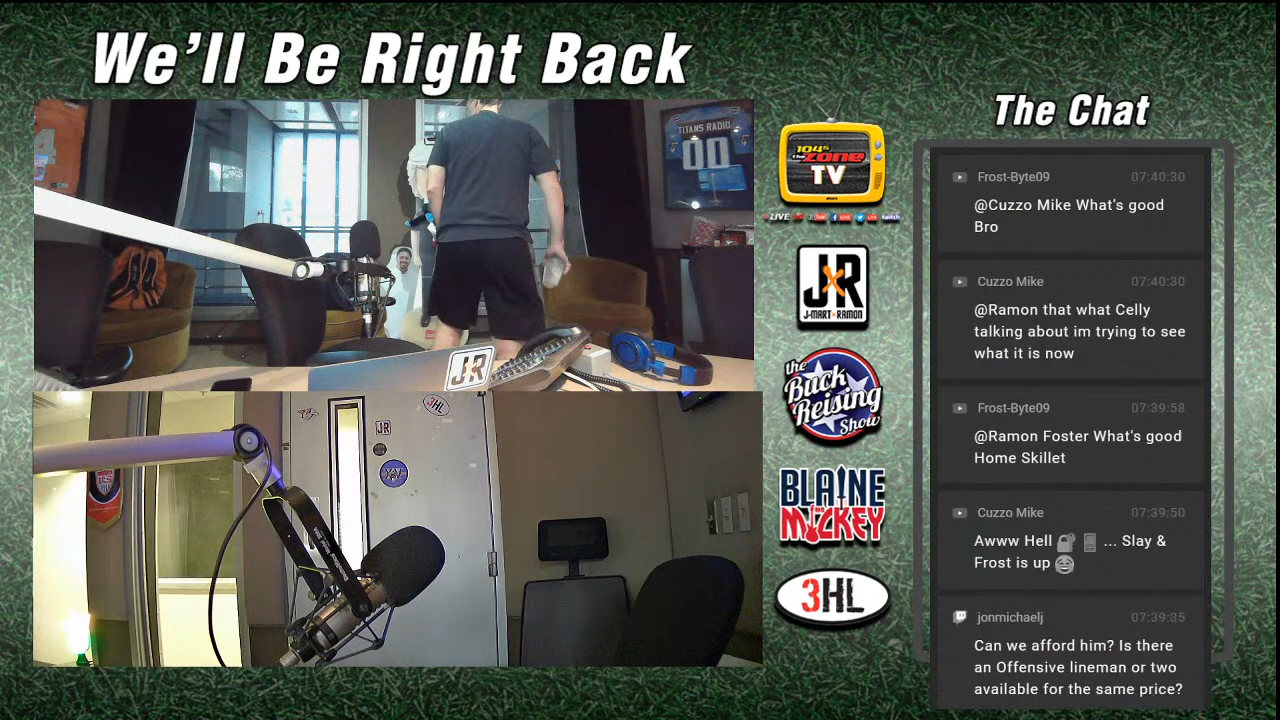 We'll Be Right Back
TITANS RADIO
00
JR
3HL
JR
104.5
the ZONE
TV
LIVE
J×R
J-MART × RAMON
the
Buck
Reising
Show
BLAINE
AND
MICKEY
3HL
The Chat
Frost-Byte09 07:40:30
@Cuzzo Mike What's good
Bro
Cuzzo Mike 07:40:30
@Ramon that what Celly
talking about im trying to see
what it is now
Frost-Byte09 07:39:58
@Ramon Foster What's good
Home Skillet
Cuzzo Mike 07:39:50
Awww Hell ... Slay &
Frost is up
jonmichaelj 07:39:35
Can we afford him? Is there
an Offensive lineman or two
available for the same price?